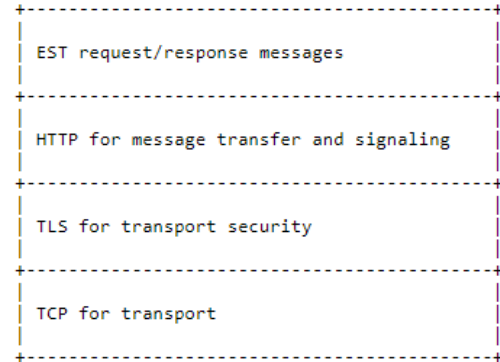 EST request/response messages
HTTP for message transfer and signaling
TLS for transport security
TCP for transport